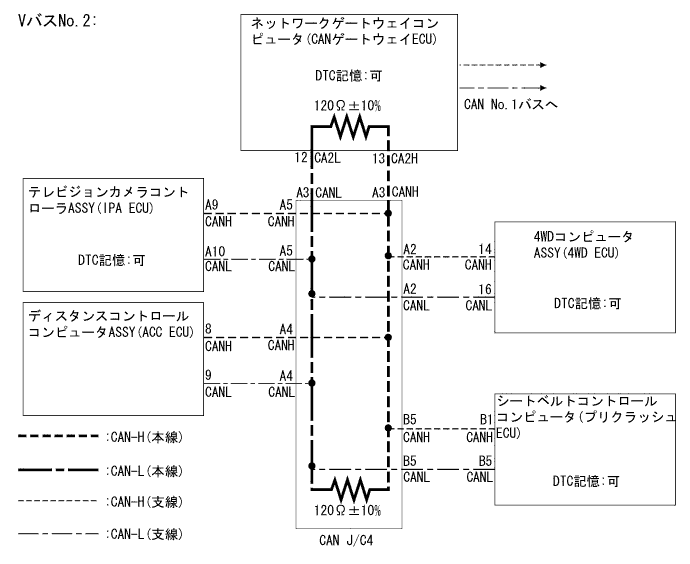 VバスNo.2:
ネットワークゲートウェイコン
ピュータ(CANゲートウェイECU)
DTC記憶:可
120Ω±10%
CAN No.1バスへ
12 CA2L
13 CA2H
A3 CANL
A3 CANH
テレビジョンカメラコント
ローラASSY(IPA ECU)
DTC記憶:可
A9
CANH
A5
CANH
A10
CANL
A5
CANL
A2
CANH
14
CANH
A2
CANL
16
CANL
4WDコンピュータ
ASSY(4WD ECU)
DTC記憶:可
ディスタンスコントロール
コンピュータASSY(ACC ECU)
8
CANH
A4
CANH
9
CANL
A4
CANL
B5
CANH
B1
CANH
B5
CANL
B5
CANL
シートベルトコントロール
コンピュータ(プリクラッシュ
ECU)
DTC記憶:可
:CAN-H(本線)
:CAN-L(本線)
:CAN-H(支線)
:CAN-L(支線)
120Ω±10%
CAN J/C4